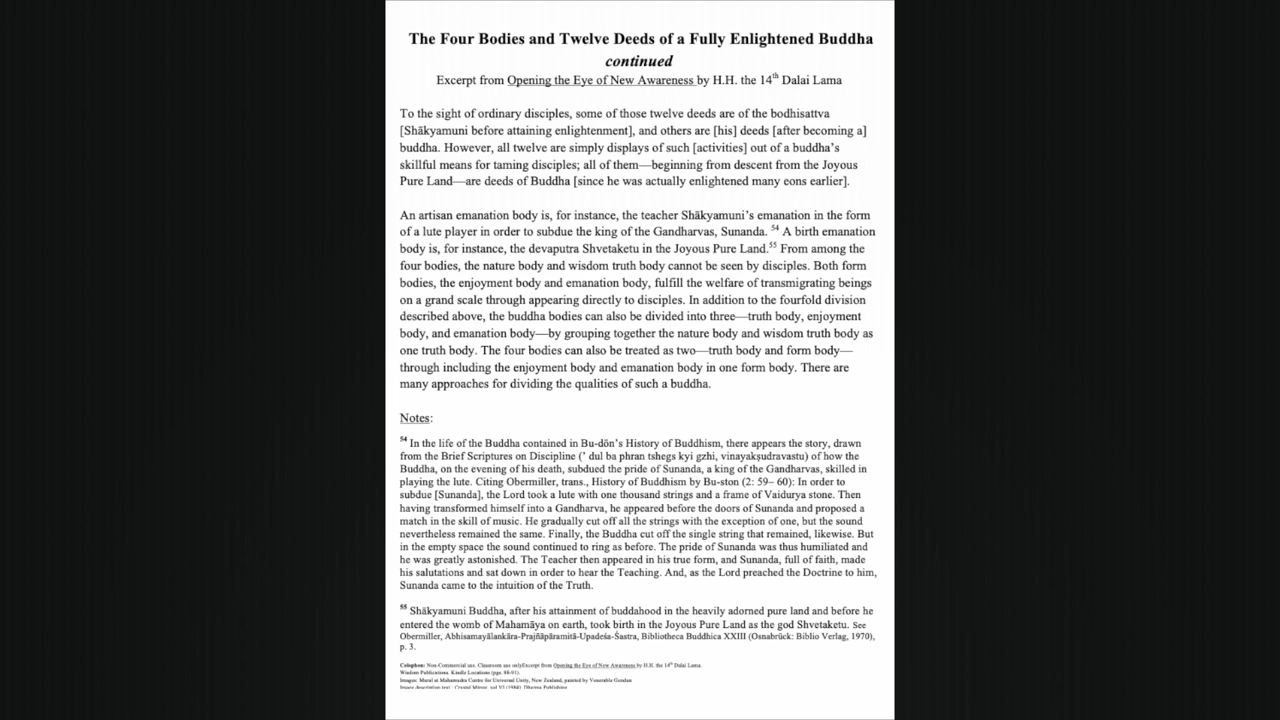 The Four Bodies and Twelve Deeds of a Fully Enlightened Buddha
continued
Excerpt from Opening the Eye of New Awareness by H.H. the 14th Dalai Lama
To the sight of ordinary disciples, some of those twelve deeds are of the bodhisattva
[Shākyamuni before attaining enlightenment], and others are [his] deeds [after becoming a]
buddha. However, all twelve are simply displays of such [activities] out of a buddha's
skillful means for taming disciples; all of them—beginning from descent from the Joyous
Pure Land—are deeds of Buddha [since he was actually enlightened many eons earlier].
An artisan emanation body is, for instance, the teacher Shākyamuni's emanation in the form
of a lute player in order to subdue the king of the Gandharvas, Sunanda. 54 A birth emanation
body is, for instance, the devaputra Shvetaketu in the Joyous Pure Land.55 From among the
four bodies, the nature body and wisdom truth body cannot be seen by disciples. Both form
bodies, the enjoyment body and emanation body, fulfill the welfare of transmigrating beings
on a grand scale through appearing directly to disciples. In addition to the fourfold division
described above, the buddha bodies can also be divided into three—truth body, enjoyment
body, and emanation body—by grouping together the nature body and wisdom truth body as
one truth body. The four bodies can also be treated as two—truth body and form body—
through including the enjoyment body and emanation body in one form body. There are
many approaches for dividing the qualities of such a buddha.
Notes:
54 In the life of the Buddha contained in Bu-dön's History of Buddhism, there appears the story, drawn
from the Brief Scriptures on Discipline (' dul ba phran tshegs kyi gzhi, vinayakṣudravastu) of how the
Buddha, on the evening of his death, subdued the pride of Sunanda, a king of the Gandharvas, skilled in
playing the lute. Citing Obermiller, trans., History of Buddhism by Bu-ston (2: 59– 60): In order to
subdue [Sunanda], the Lord took a lute with one thousand strings and a frame of Vaidurya stone. Then
having transformed himself into a Gandharva, he appeared before the doors of Sunanda and proposed a
match in the skill of music. He gradually cut off all the strings with the exception of one, but the sound
nevertheless remained the same. Finally, the Buddha cut off the single string that remained, likewise. But
in the empty space the sound continued to ring as before. The pride of Sunanda was thus humiliated and
he was greatly astonished. The Teacher then appeared in his true form, and Sunanda, full of faith, made
his salutations and sat down in order to hear the Teaching. And, as the Lord preached the Doctrine to him,
Sunanda came to the intuition of the Truth.
55 Shākyamuni Buddha, after his attainment of buddahood in the heavily adorned pure land and before he
entered the womb of Mahamāya on earth, took birth in the Joyous Pure Land as the god Shvetaketu. See
Obermiller, Abhisamayālankāra-Prajñāpāramitā-Upadeśa-Śastra, Bibliotheca Buddhica XXIII (Osnabrück: Biblio Verlag, 1970),
p. 3.
Colophon: Non-Commercial use. Classroom use onlyExcerpt from Opening the Eye of New Awareness by H.H. the 14th Dalai Lama.
Wisdom Publications. Kindle Locations (pgs. 88-91).
Images: Mural at Mahamudra Centre for Universal Unity, New Zealand, painted by Venerable Gendun
Image description text : Crystal Mirror, vol VI (1984), Dharma Publishing